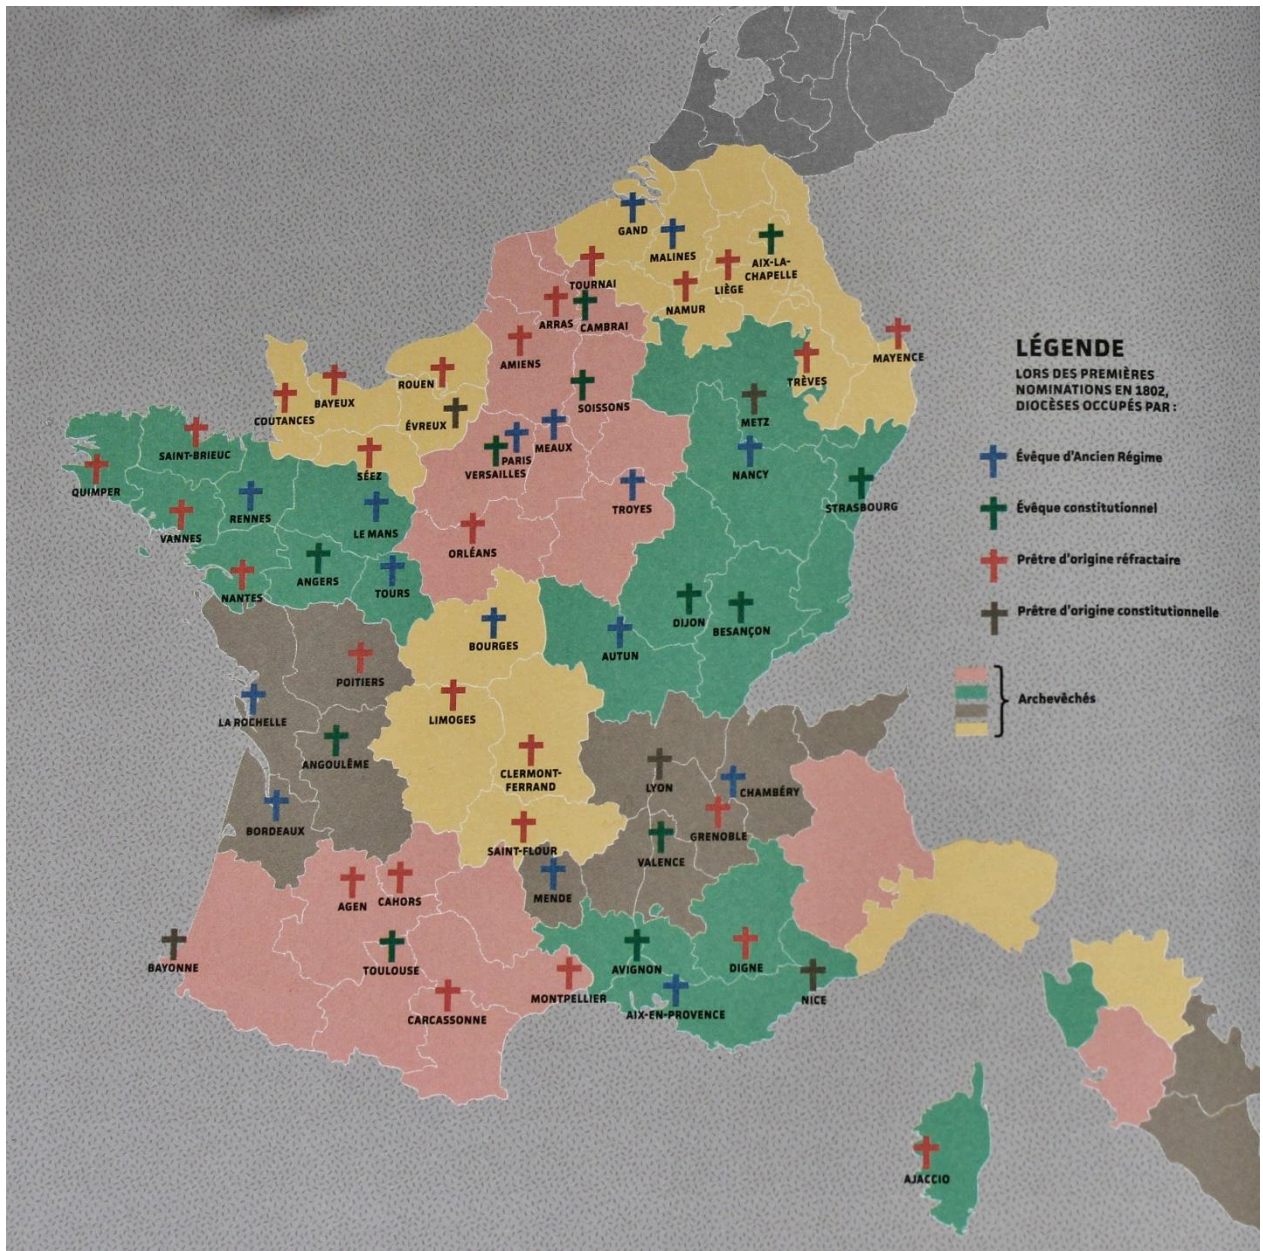 GAND
MALINES
AIX-LA-
CHAPELLE
TOURNAI
LIÈGE
NAMUR
ARRAS
CAMBRAI
MAYENCE
AMIENS
TRÈVES
ROUEN
BAYEUX
SOISSONS
COUTANCES
ÉVREUX
METZ
MEAUX
SAINT-BRIEUC
PARIS
VERSAILLES
SÉEZ
NANCY
QUIMPER
STRASBOURG
TROYES
RENNES
LE MANS
VANNES
ORLÉANS
ANGERS
TOURS
NANTES
DIJON
BESANÇON
BOURGES
AUTUN
POITIERS
LIMOGES
LA ROCHELLE
ANGOULÊME
CLERMONT-
FERRAND
LYON
CHAMBÉRY
BORDEAUX
GRENOBLE
SAINT-FLOUR
VALENCE
MENDE
AGEN
CAHORS
BAYONNE
TOULOUSE
AVIGNON
DIGNE
MONTPELLIER
NICE
AIX-EN-PROVENCE
CARCASSONNE
AJACCIO
LÉGENDE
LORS DES PREMIÈRES
NOMINATIONS EN 1802,
DIOCÈSES OCCUPÉS PAR :
Évêque d'Ancien Régime
Évêque constitutionnel
Prêtre d'origine réfractaire
Prêtre d'origine constitutionnelle
Archevêchés